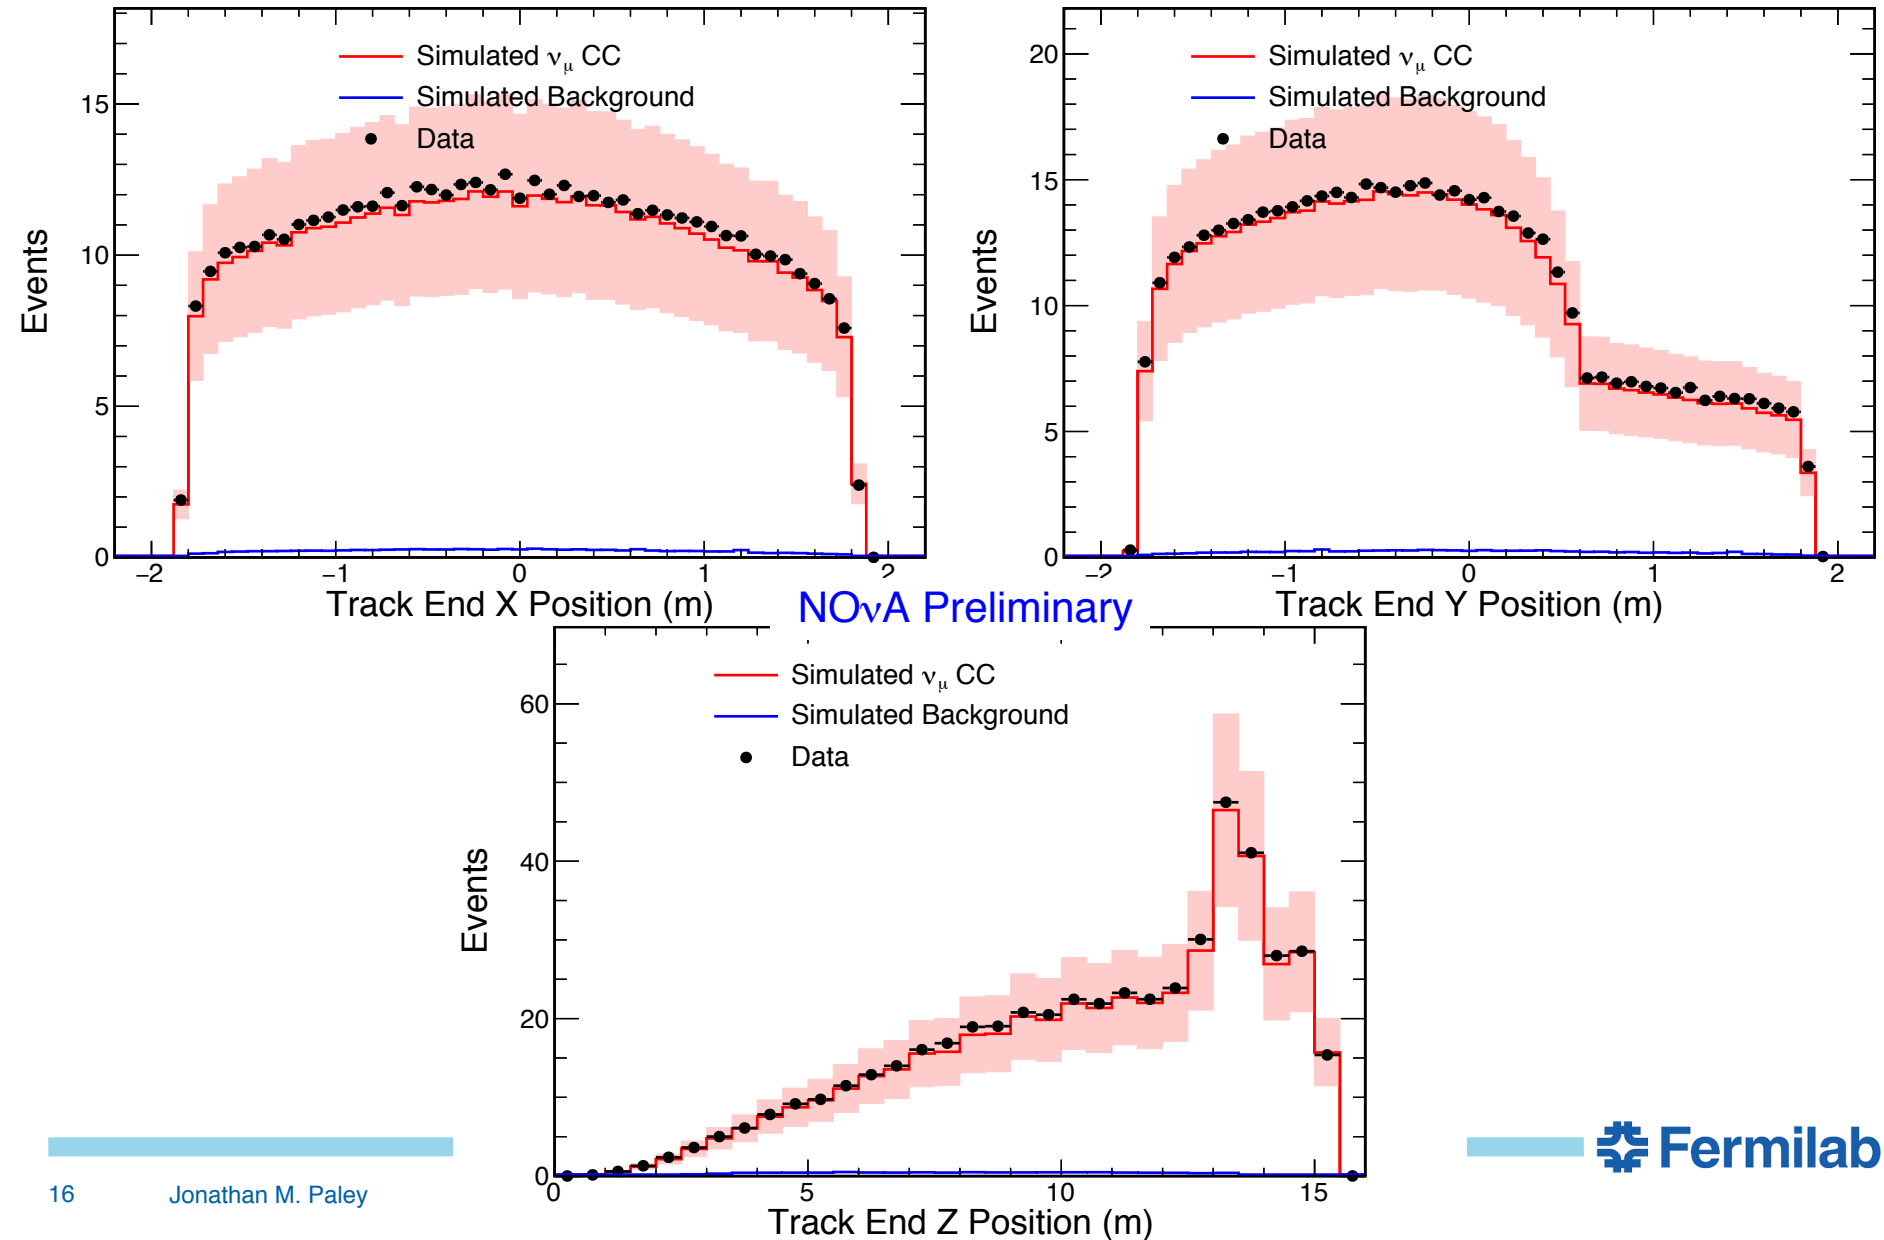 Simulated νμ CC
Simulated Background
Data
15
10
5
0
Events
−2
−1
0
1
2
Track End X Position (m)
Simulated νμ CC
Simulated Background
Data
20
15
10
5
0
Events
−2
−1
0
1
2
Track End Y Position (m)
NOνA Preliminary
Simulated νμ CC
Simulated Background
Data
60
40
20
0
Events
0
5
10
15
Track End Z Position (m)
16
Jonathan M. Paley
Fermilab